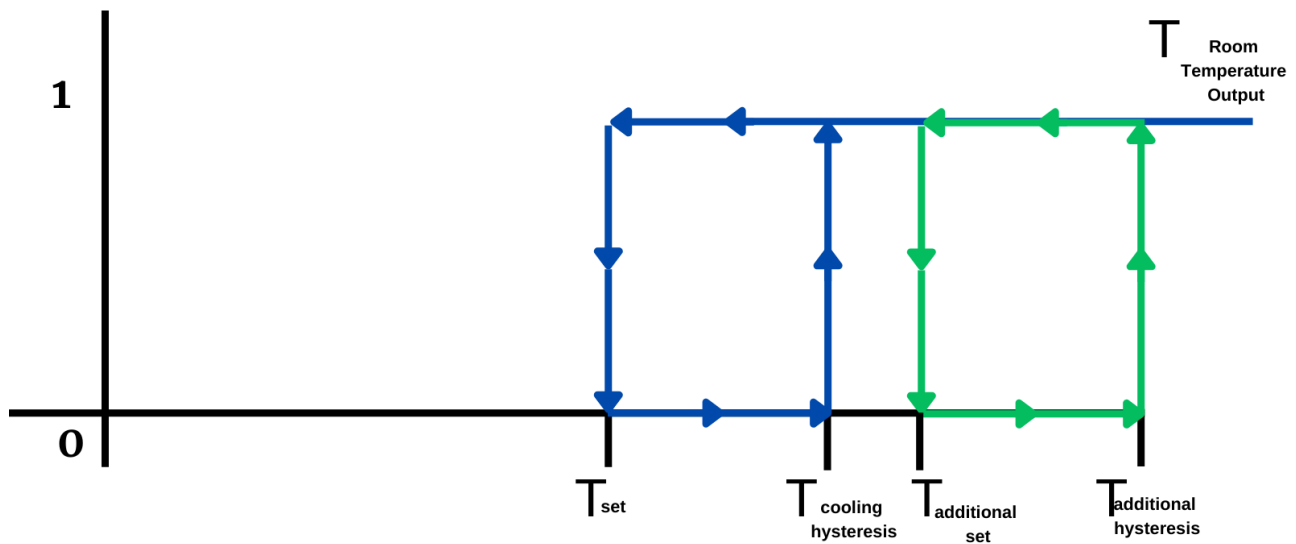 T Room
Temperature
Output
1
0
T set
T cooling
hysteresis
T additional
set
T additional
hysteresis